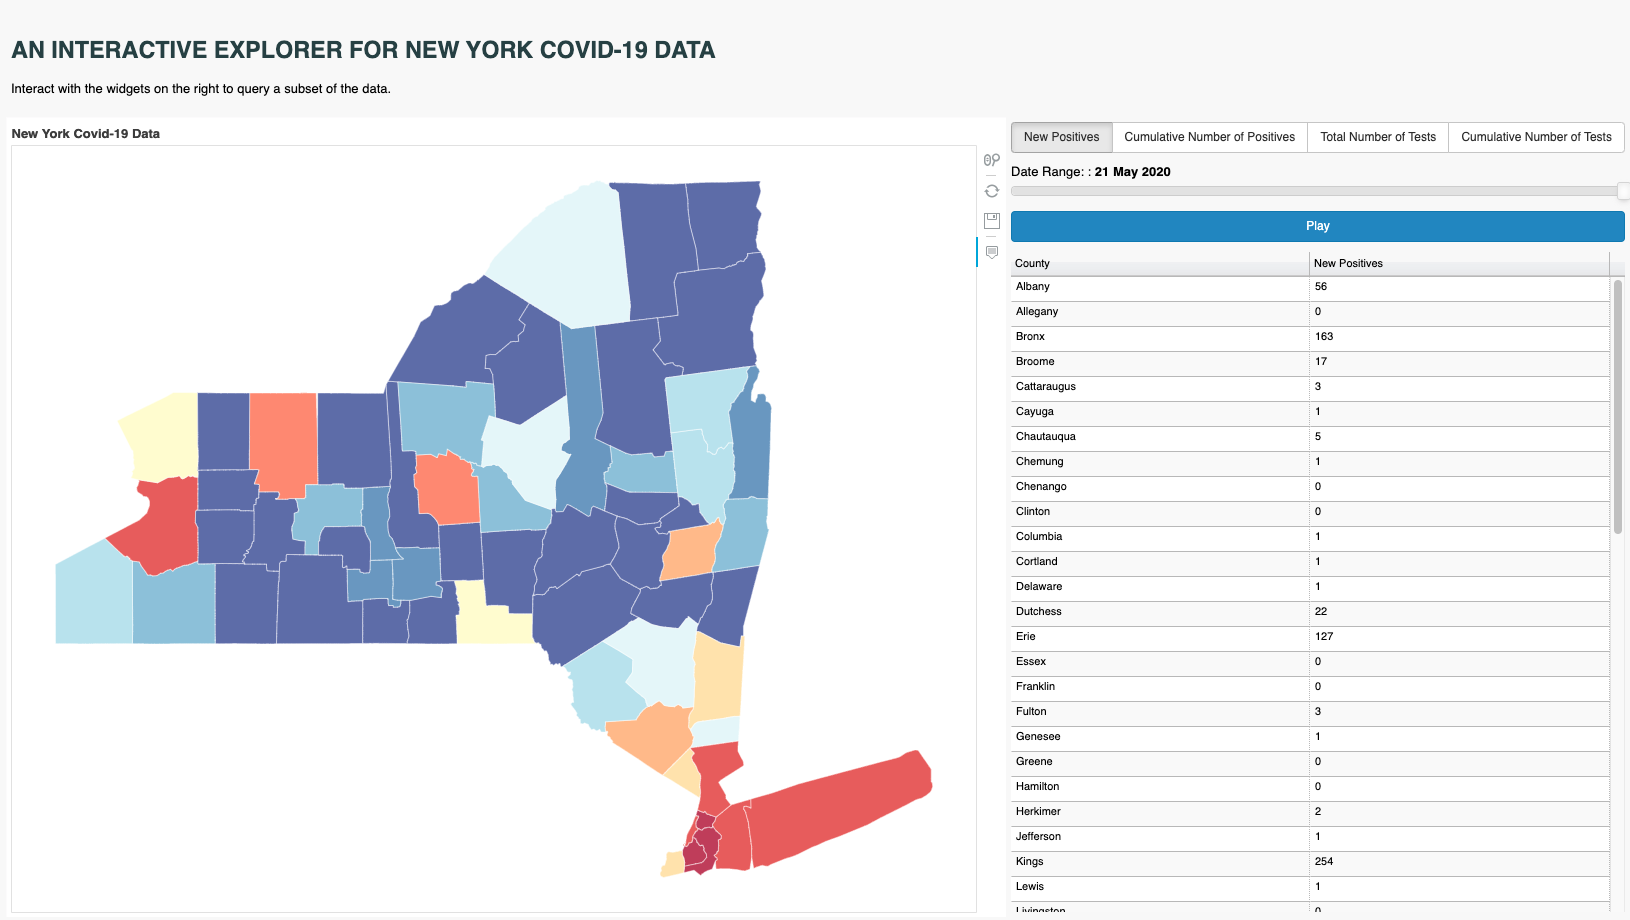 AN INTERACTIVE EXPLORER FOR NEW YORK COVID-19 DATA
Interact with the widgets on the right to query a subset of the data.
New York Covid-19 Data
New Positives Cumulative Number of Positives Total Number of Tests Cumulative Number of Tests
Date Range: : 21 May 2020
Play
County New Positives
Albany 56
Allegany 0
Bronx 163
Broome 17
Cattaraugus 3
Cayuga 1
Chautauqua 5
Chemung 1
Chenango 0
Clinton 0
Columbia 1
Cortland 1
Delaware 1
Dutchess 22
Erie 127
Essex 0
Franklin 0
Fulton 3
Genesee 1
Greene 0
Hamilton 0
Herkimer 2
Jefferson 1
Kings 254
Lewis 1
Livingston 0